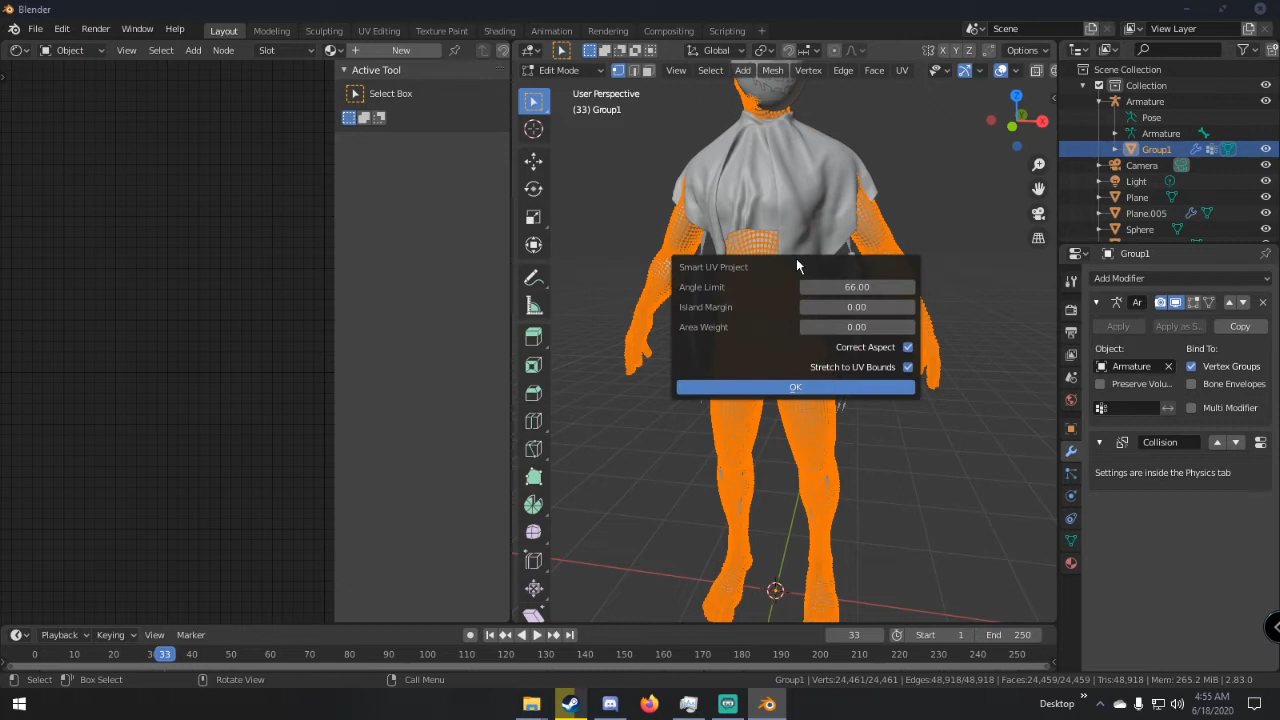 Blender
File Edit Render Window Help
Layout Modeling Sculpting UV Editing Texture Paint Shading Animation Rendering Compositing Scripting
Scene
View Layer
Object View Select Add Node Slot New
Global
Options
Active Tool
Select Box
Edit Mode View Select Add Mesh Vertex Edge Face UV
X Y Z
User Perspective
(33) Group1
Scene Collection
Collection
Armature
Pose
Armature
Group1
Camera
Light
Plane
Plane.005
Sphere
Group1
Add Modifier
Ar
Apply Apply as S... Copy
Object: Bind To:
Armature Vertex Groups
Preserve Volu... Bone Envelopes
Multi Modifier
Collision
Settings are inside the Physics tab
Smart UV Project
Angle Limit 66.00
Island Margin 0.00
Area Weight 0.00
Correct Aspect
Stretch to UV Bounds
OK
Playback Keying View Marker
33 Start 1 End 250
0 10 20 33 40 50 60 70 80 90 100 110 120 130 140 150 160 170 180 190 200 210 220 230 240 250
Select Box Select Rotate View Call Menu
Group1 | Verts:24,461/24,461 | Edges:48,918/48,918 | Faces:24,459/24,459 | Tris:48,918 | Mem: 265.2 MiB | 2.83.0
Desktop
4:55 AM
6/18/2020